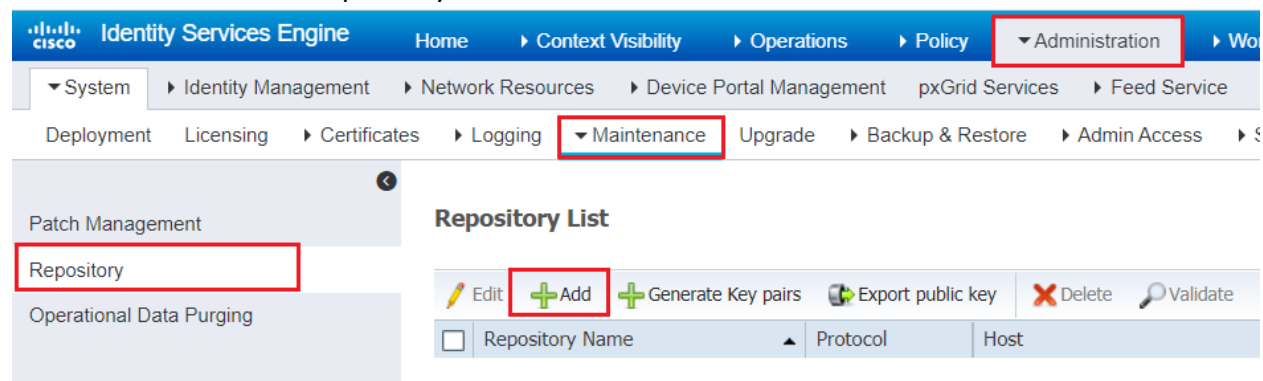 cisco Identity Services Engine Home Context Visibility Operations Policy Administration
System Identity Management Network Resources Device Portal Management pxGrid Services Feed Service
Deployment Licensing Certificates Logging Maintenance Upgrade Backup & Restore Admin Access
Patch Management
Repository List
Repository
Edit Add Generate Key pairs Export public key Delete Validate
Operational Data Purging
Repository Name Protocol Host